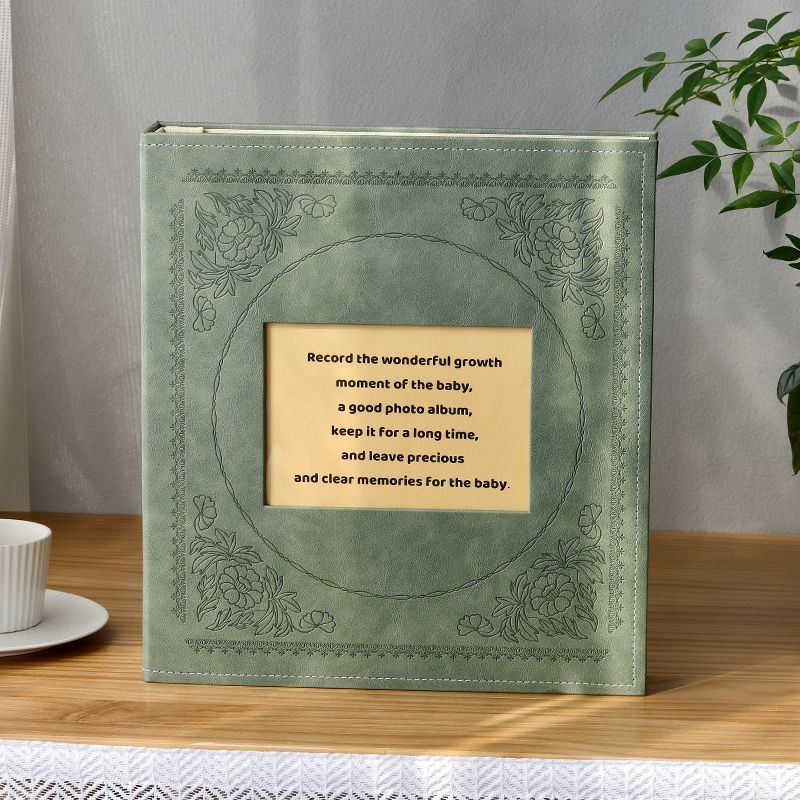 Record the wonderful growth
moment of the baby,
a good photo album,
keep it for a long time,
and leave precious
and clear memories for the baby.